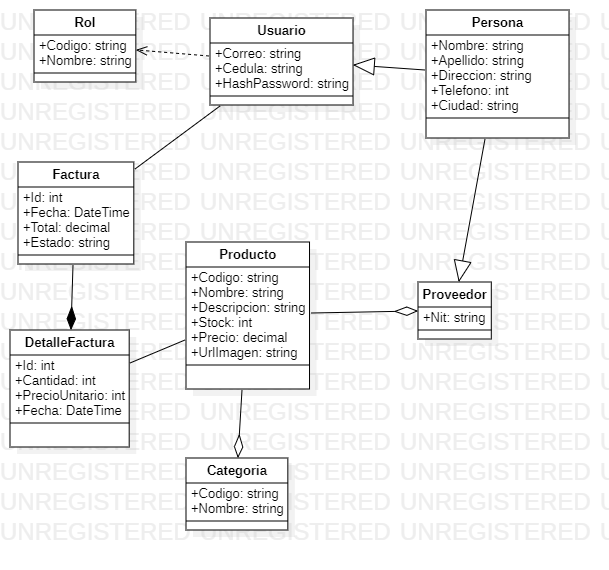 Rol
+Codigo: string
+Nombre: string
Usuario
+Correo: string
+Cedula: string
+HashPassword: string
Persona
+Nombre: string
+Apellido: string
+Direccion: string
+Telefono: int
+Ciudad: string
Factura
+Id: int
+Fecha: DateTime
+Total: decimal
+Estado: string
Producto
+Codigo: string
+Nombre: string
+Descripcion: string
+Stock: int
+Precio: decimal
+UrlImagen: string
Proveedor
+Nit: string
DetalleFactura
+Id: int
+Cantidad: int
+PrecioUnitario: int
+Fecha: DateTime
Categoria
+Codigo: string
+Nombre: string
UNREGISTERED